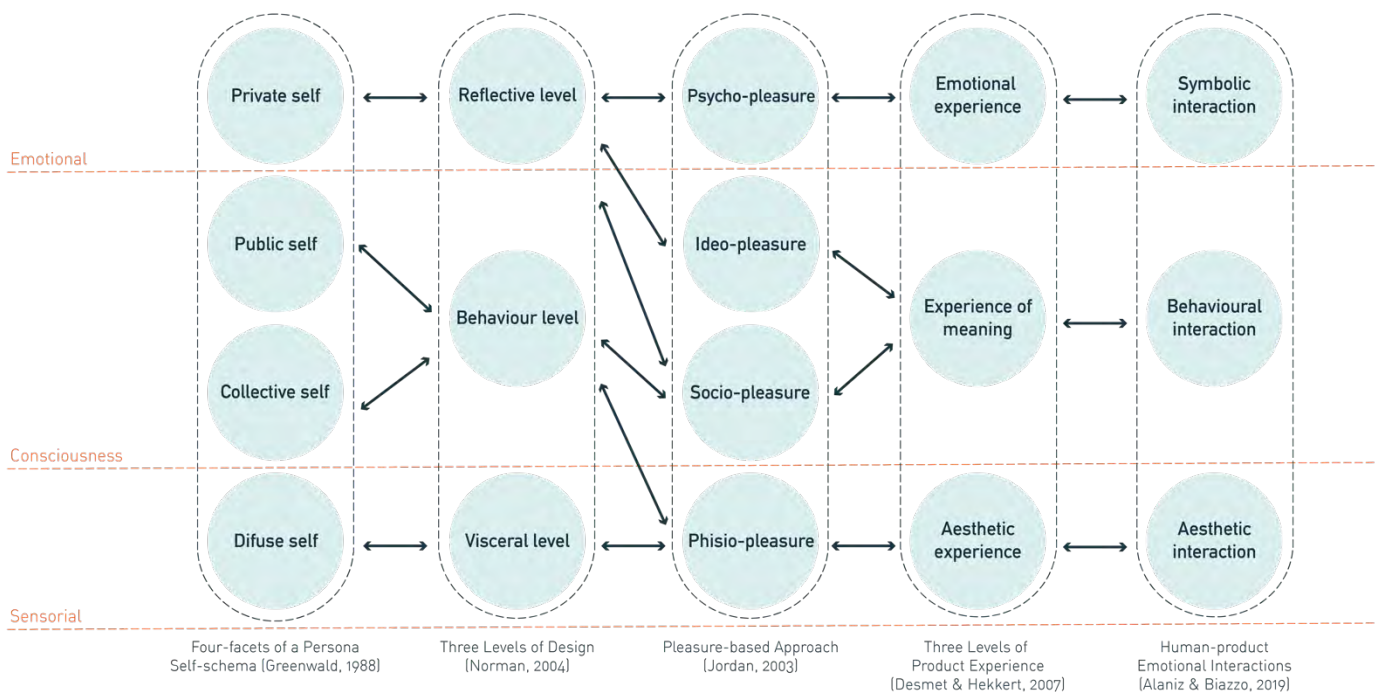 Private self
Reflective level
Psycho-pleasure
Emotional
experience
Symbolic
interaction
Emotional
Public self
Ideo-pleasure
Behaviour level
Experience of
meaning
Behavioural
interaction
Collective self
Socio-pleasure
Consciousness
Difuse self
Visceral level
Phisio-pleasure
Aesthetic
experience
Aesthetic
interaction
Sensorial
Four-facets of a Persona
Self-schema (Greenwald, 1988)
Three Levels of Design
(Norman, 2004)
Pleasure-based Approach
(Jordan, 2003)
Three Levels of
Product Experience
(Desmet & Hekkert, 2007)
Human-product
Emotional Interactions
(Alaniz & Biazzo, 2019)